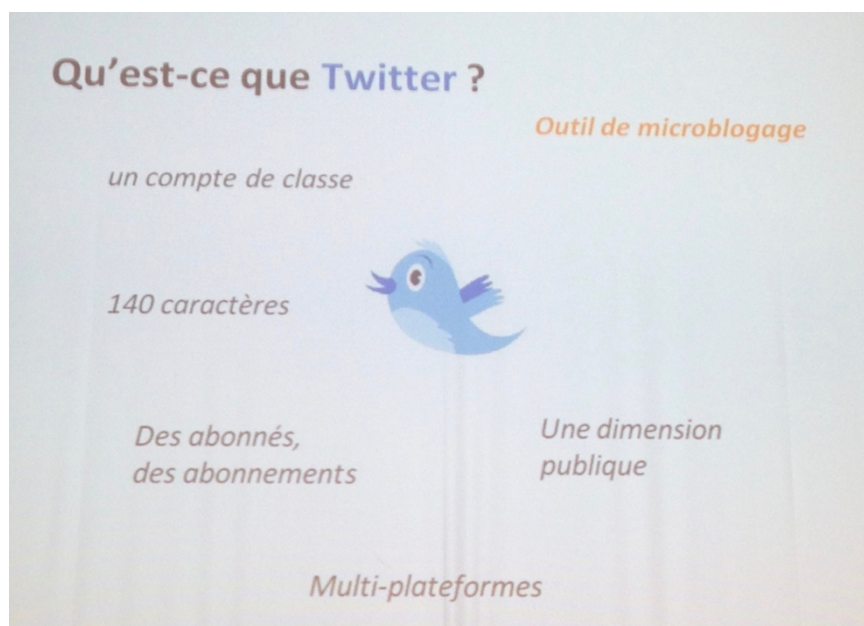 Qu'est-ce que Twitter ?
Outil de microblogage
un compte de classe
140 caractères
Des abonnés,
des abonnements
Une dimension
publique
Multi-plateformes